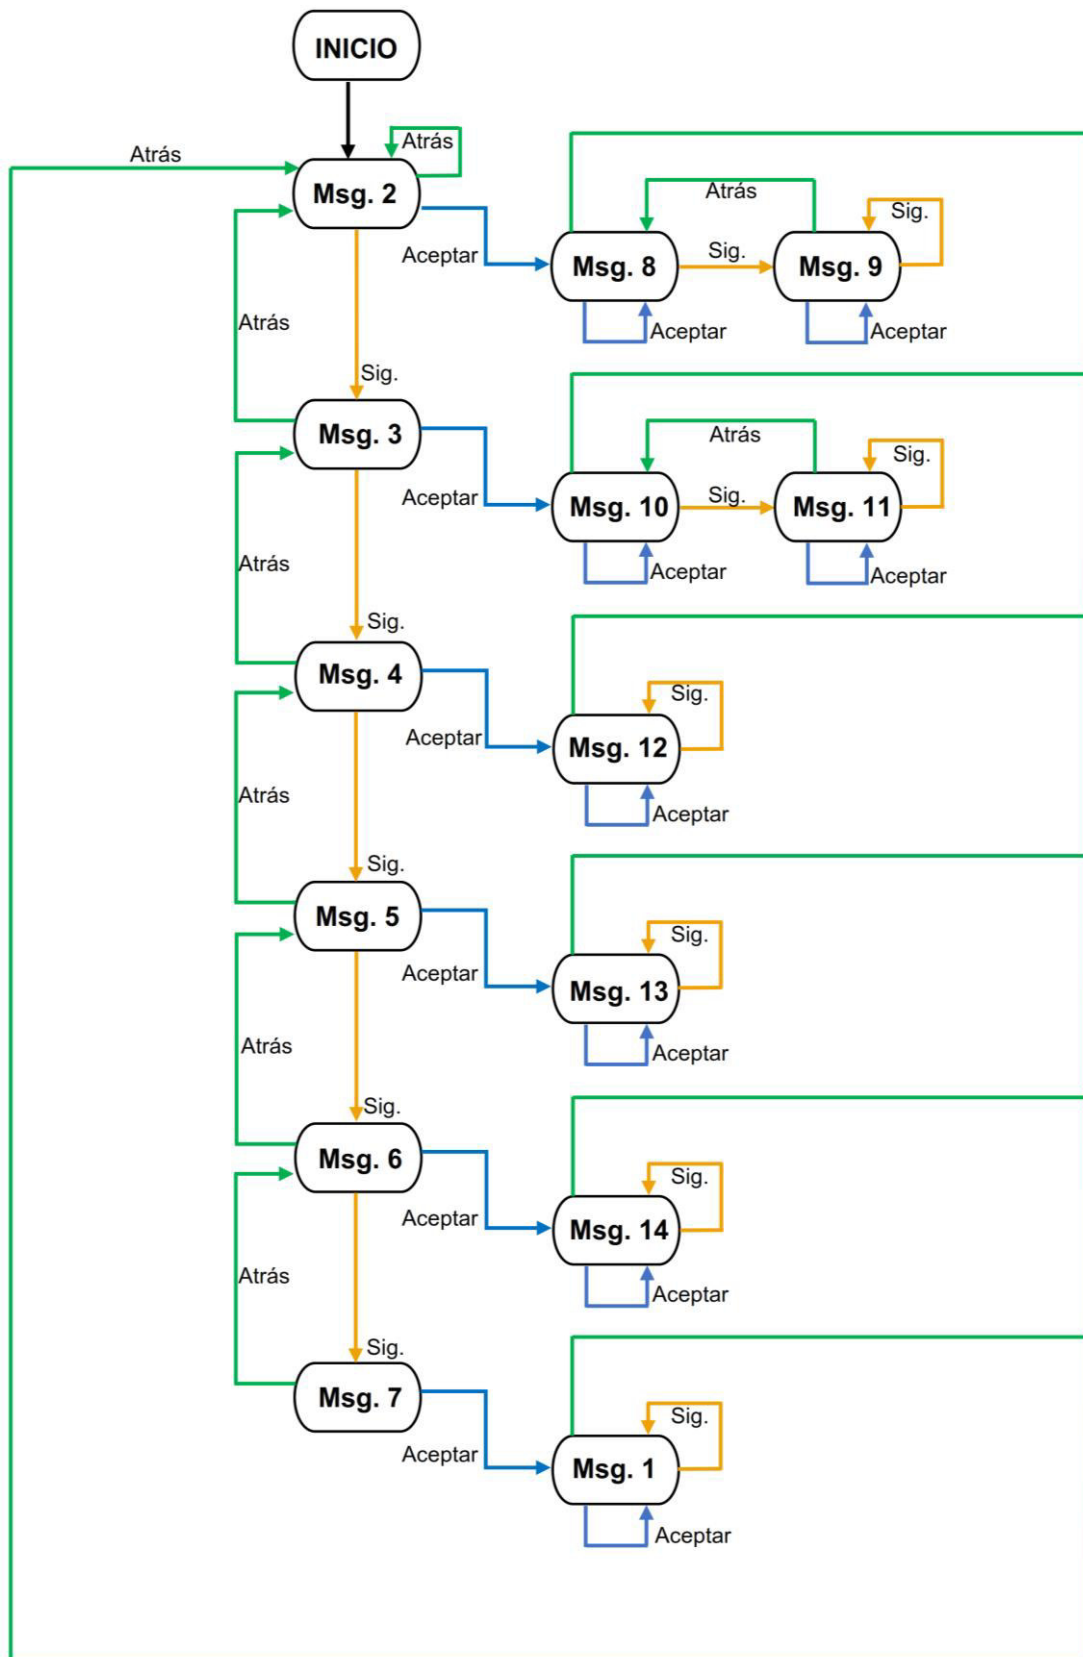 INICIO
Atrás
Atrás
Msg. 2
Atrás
Sig.
Aceptar
Msg. 8
Sig.
Msg. 9
Atrás
Aceptar
Aceptar
Sig.
Msg. 3
Atrás
Sig.
Aceptar
Msg. 10
Sig.
Msg. 11
Atrás
Aceptar
Aceptar
Sig.
Msg. 4
Sig.
Aceptar
Msg. 12
Atrás
Aceptar
Sig.
Msg. 5
Sig.
Aceptar
Msg. 13
Atrás
Aceptar
Sig.
Msg. 6
Sig.
Aceptar
Msg. 14
Atrás
Aceptar
Sig.
Msg. 7
Sig.
Aceptar
Msg. 1
Aceptar